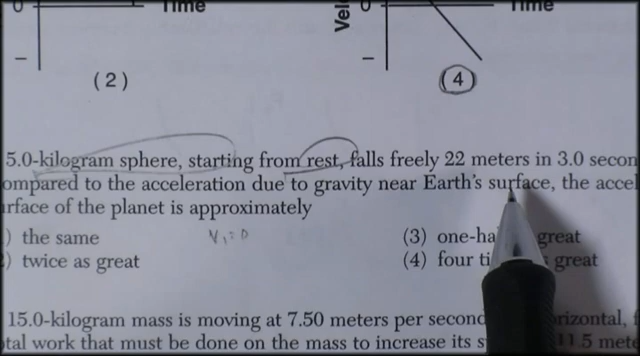 0 Time Vel 0 Time
(2) (4)
5.0-kilogram sphere, starting from rest, falls freely 22 meters in 3.0 secon
ompared to the acceleration due to gravity near Earth's surface, the accel
rface of the planet is approximately
) the same v₁=0 (3) one-ha great
) twice as great (4) four ti great
15.0-kilogram mass is moving at 7.50 meters per second rizontal, f
tal work that must be done on the mass to increase its s 11.5 mete